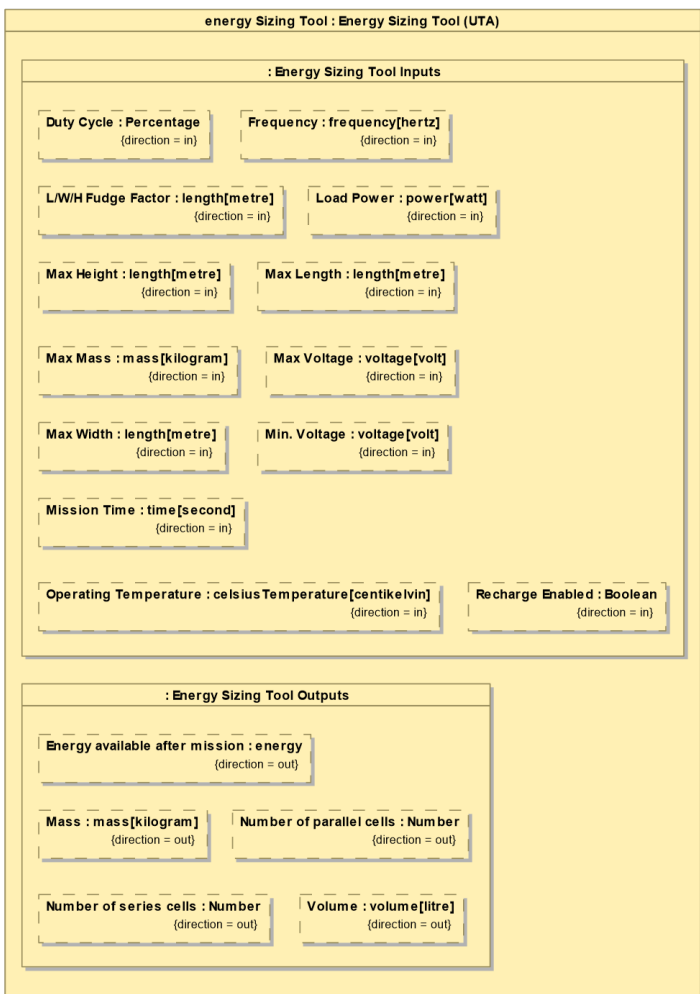 energy Sizing Tool : Energy Sizing Tool (UTA)
: Energy Sizing Tool Inputs
Duty Cycle : Percentage
{direction = in}
Frequency : frequency[hertz]
{direction = in}
L/W/H Fudge Factor : length[metre]
{direction = in}
Load Power : power[watt]
{direction = in}
Max Height : length[metre]
{direction = in}
Max Length : length[metre]
{direction = in}
Max Mass : mass[kilogram]
{direction = in}
Max Voltage : voltage[volt]
{direction = in}
Max Width : length[metre]
{direction = in}
Min. Voltage : voltage[volt]
{direction = in}
Mission Time : time[second]
{direction = in}
Operating Temperature : celsiusTemperature[centikelvin]
{direction = in}
Recharge Enabled : Boolean
{direction = in}
: Energy Sizing Tool Outputs
Energy available after mission : energy
{direction = out}
Mass : mass[kilogram]
{direction = out}
Number of parallel cells : Number
{direction = out}
Number of series cells : Number
{direction = out}
Volume : volume[litre]
{direction = out}